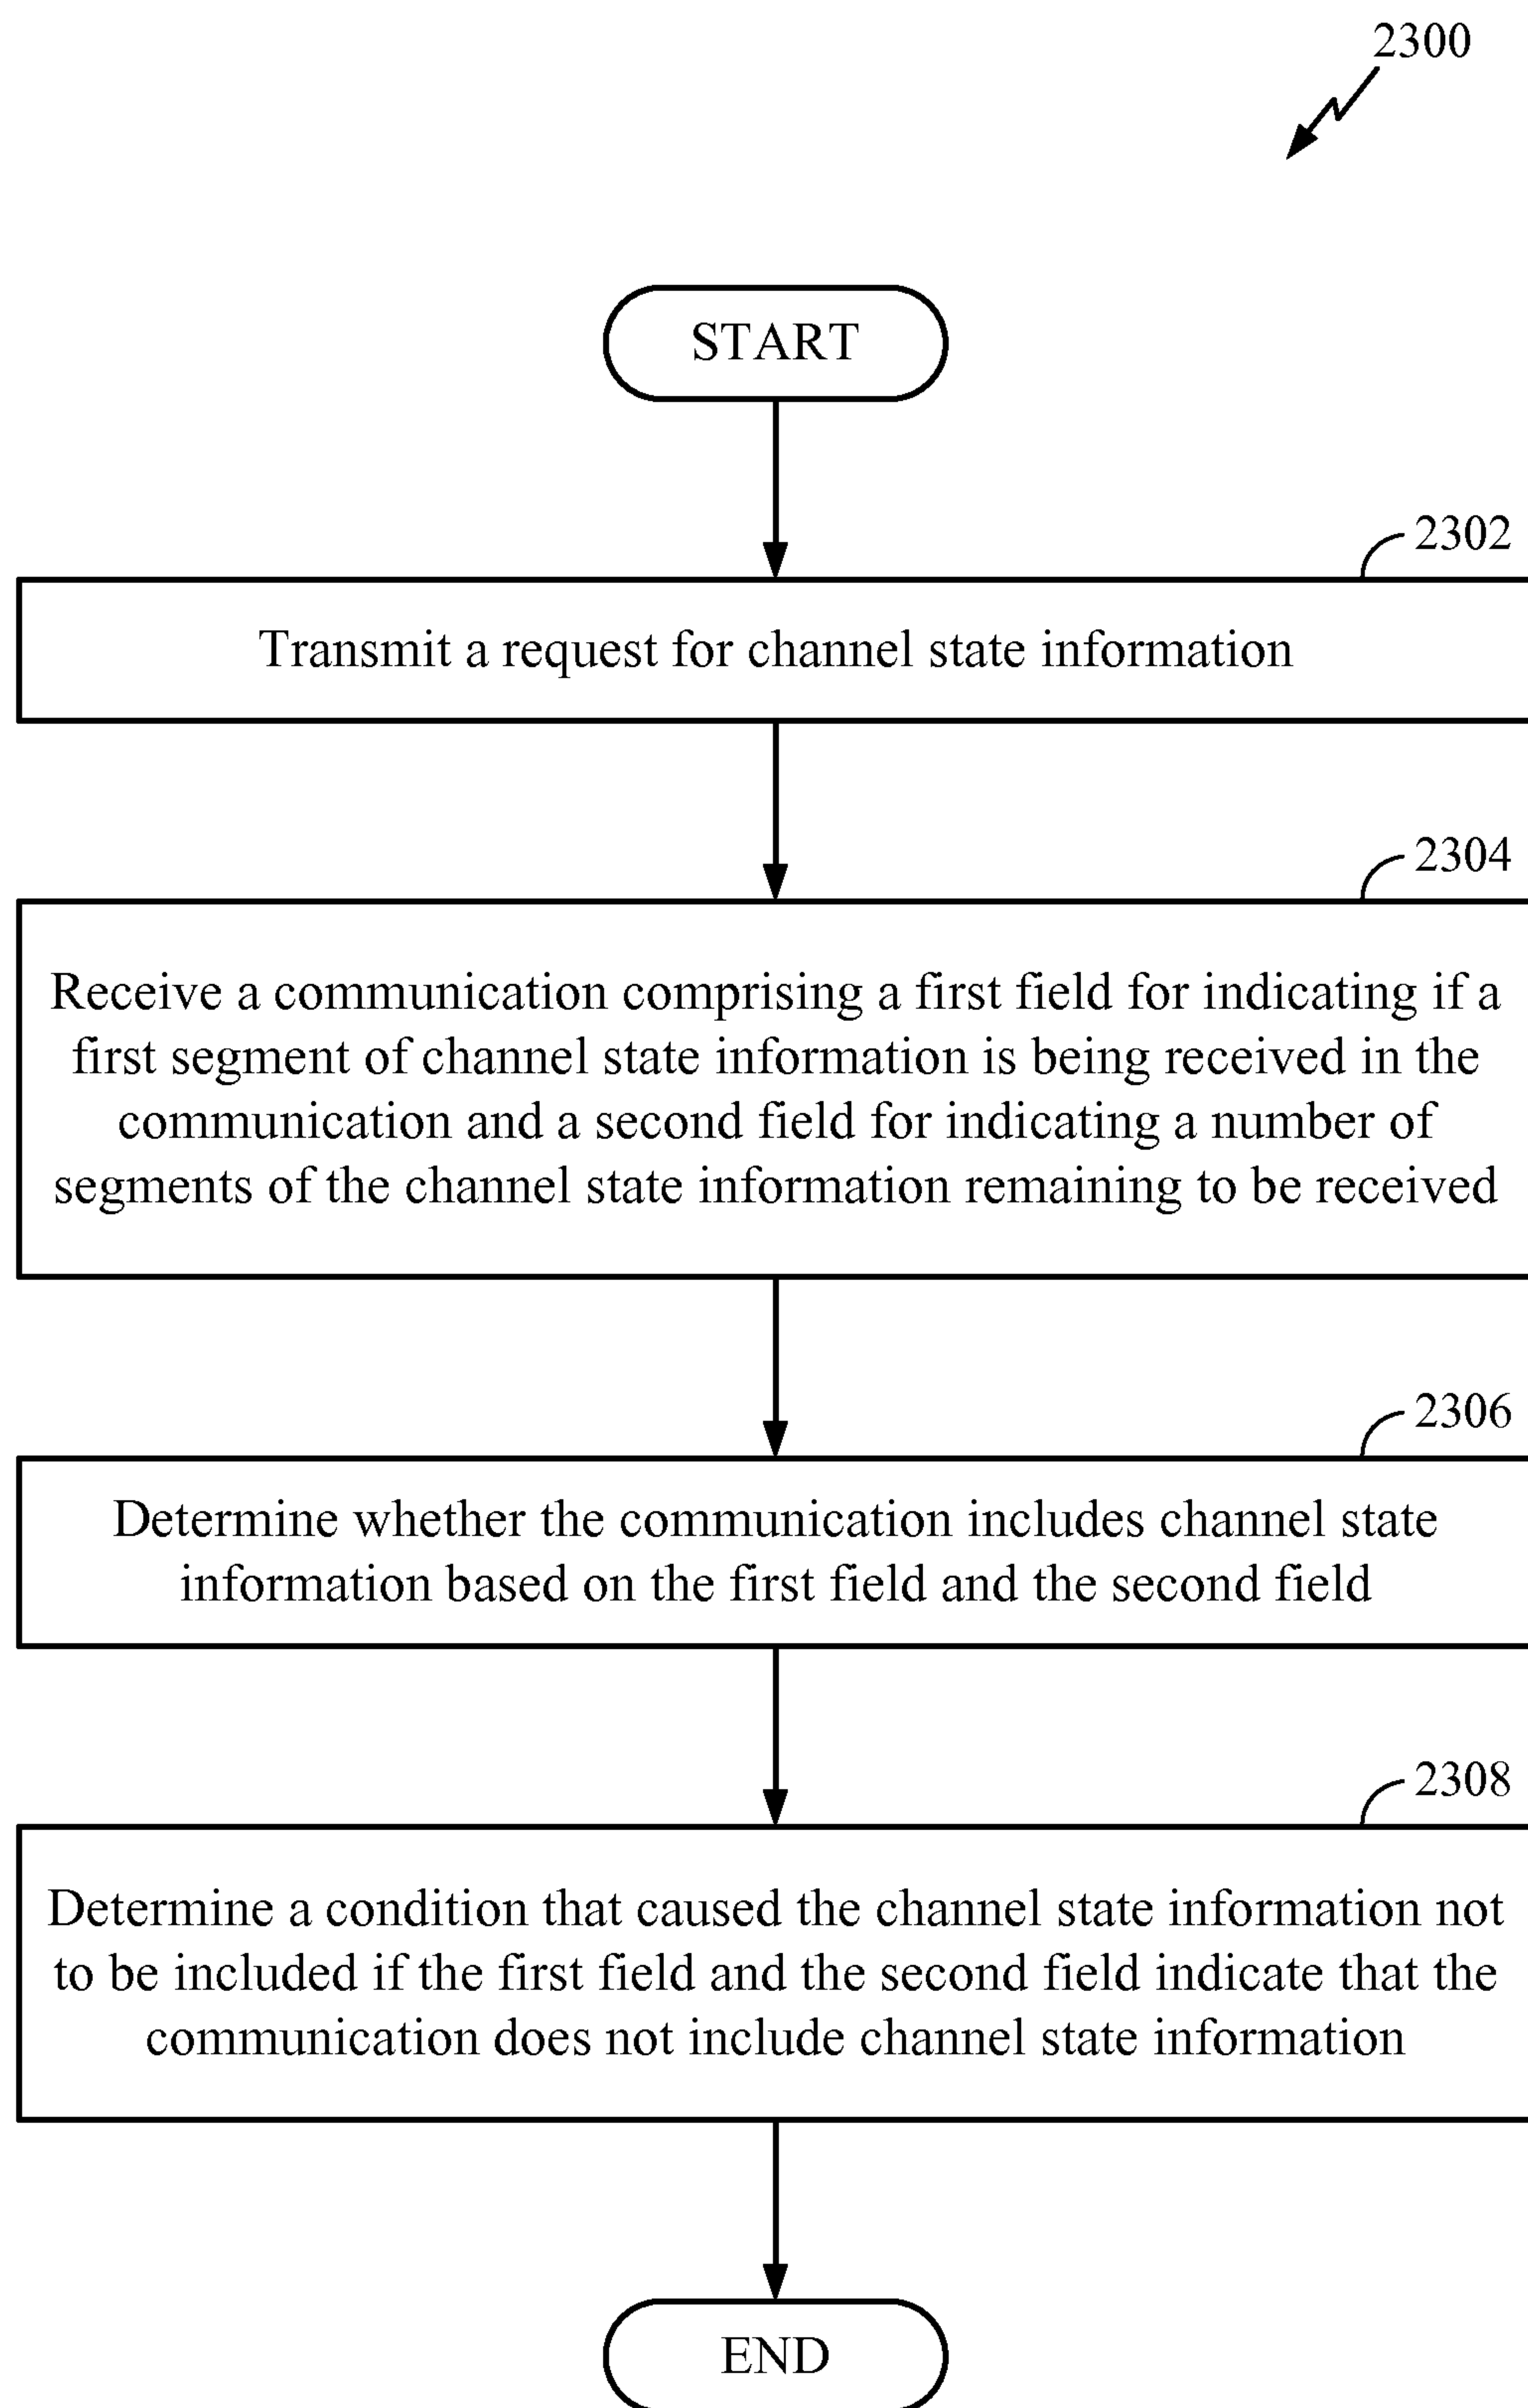 2300
START
2302
Transmit a request for channel state information
2304
Receive a communication comprising a first field for indicating if a
first segment of channel state information is being received in the
communication and a second field for indicating a number of
segments of the channel state information remaining to be received
2306
Determine whether the communication includes channel state
information based on the first field and the second field
2308
Determine a condition that caused the channel state information not
to be included if the first field and the second field indicate that the
communication does not include channel state information
END